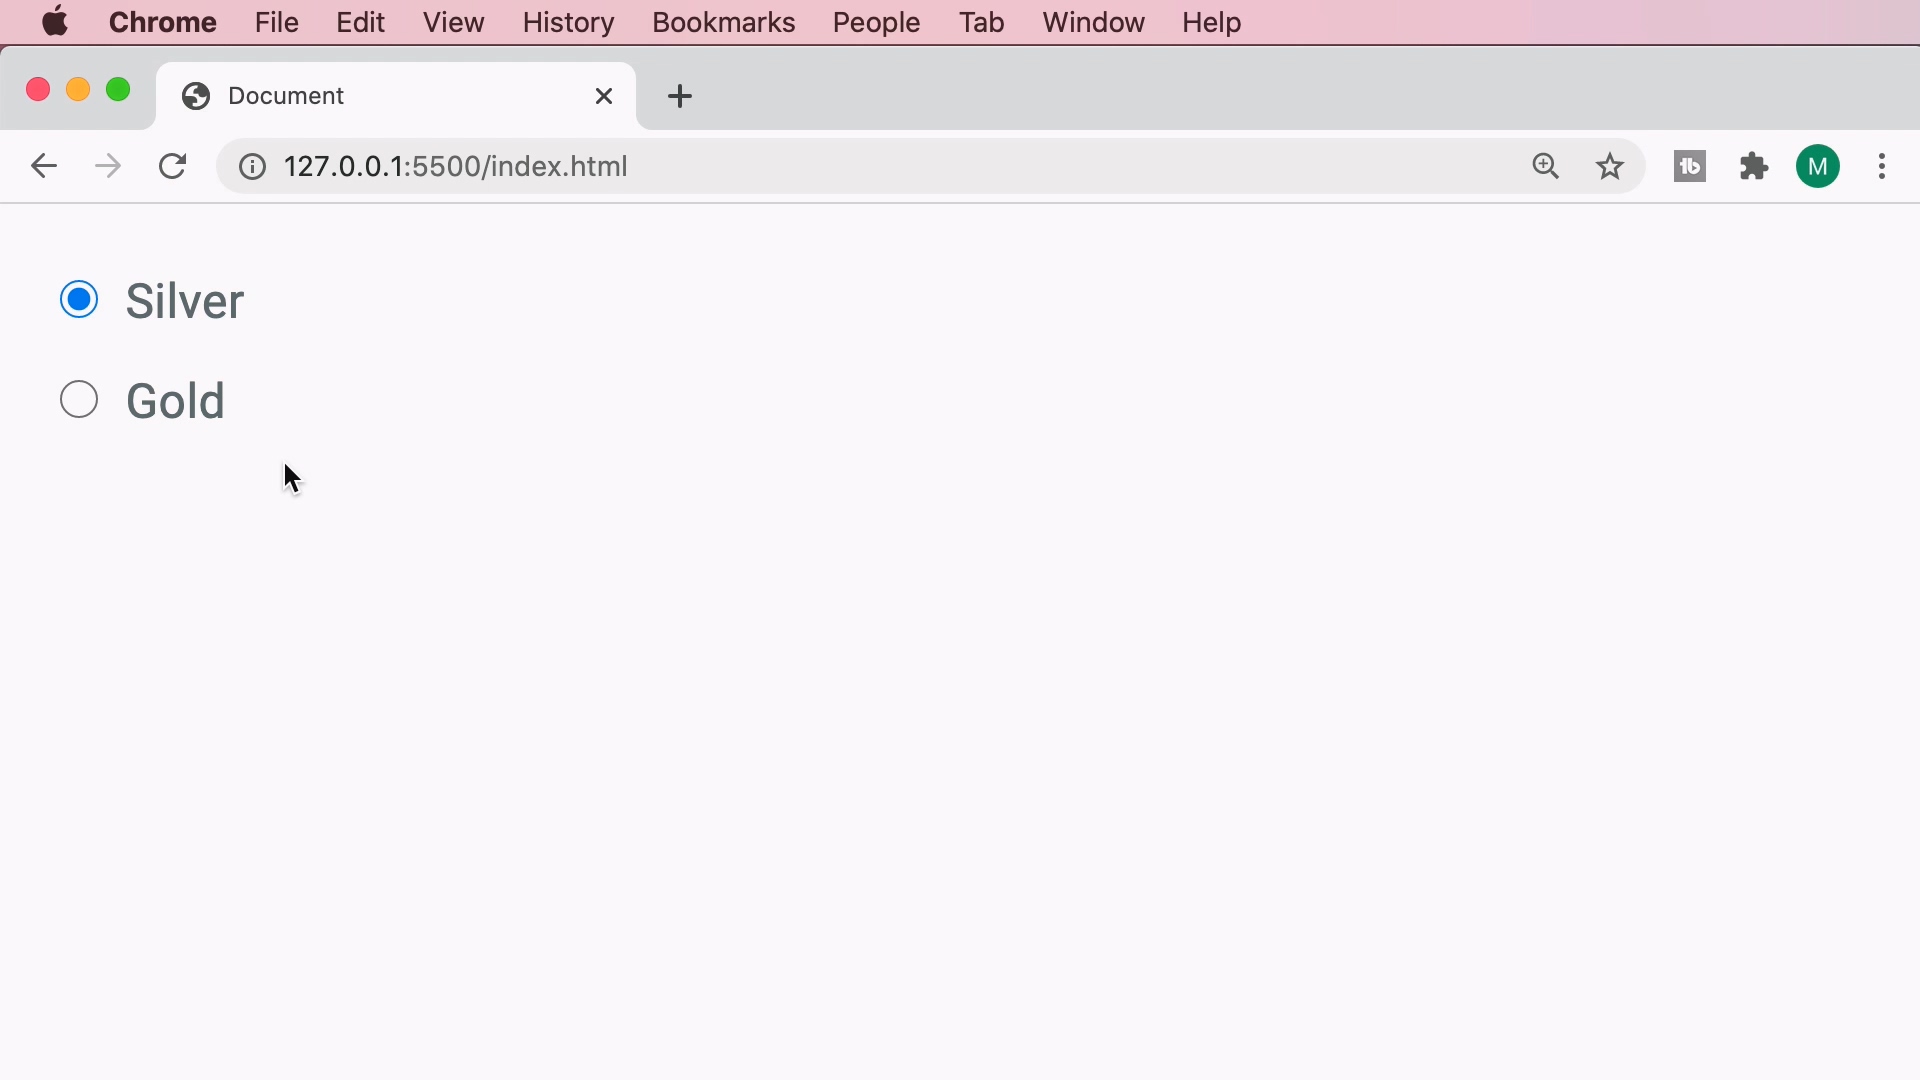 Chrome File Edit View History Bookmarks People Tab Window Help
Document
127.0.0.1:5500/index.html
tb
M
Silver
Gold